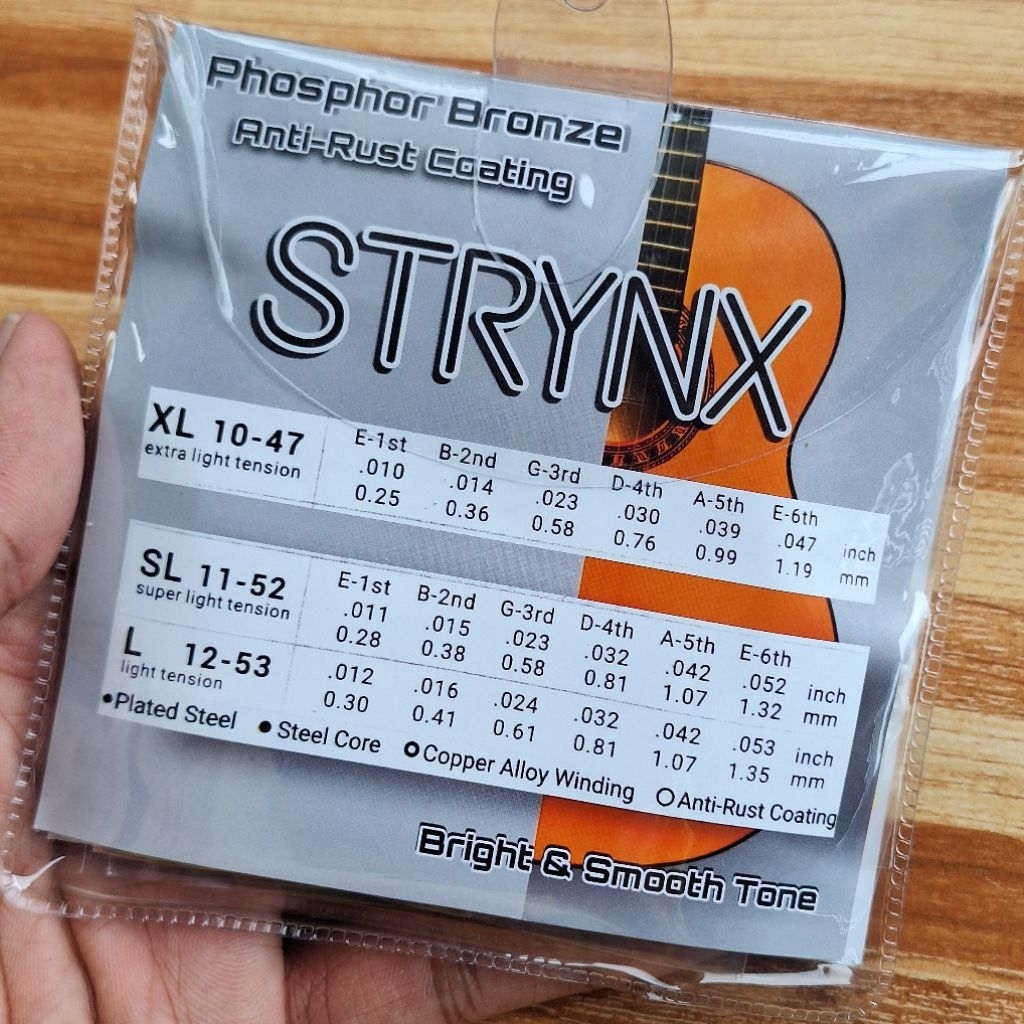 Phosphor Bronze
Anti-Rust Coating
STRYNX
XL 10-47
extra light tension
E-1st B-2nd G-3rd D-4th A-5th E-6th
.010 .014 .023 .030 .039 .047 inch
0.25 0.36 0.58 0.76 0.99 1.19 mm
SL 11-52
super light tension
E-1st B-2nd G-3rd D-4th A-5th E-6th
.011 .015 .023 .032 .042 .052 inch
0.28 0.38 0.58 0.81 1.07 1.32 mm
L 12-53
light tension
.012 .016 .024 .032 .042 .053 inch
0.30 0.41 0.61 0.81 1.07 1.35 mm
Plated Steel Steel Core Copper Alloy Winding Anti-Rust Coating
Bright & Smooth Tone